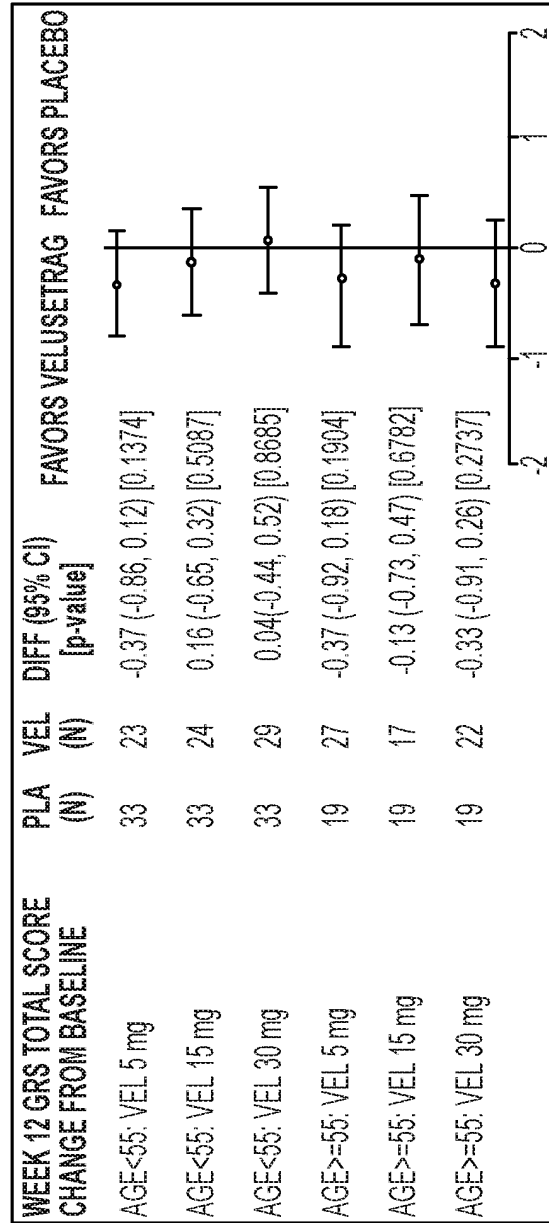 WEEK 12 GRS TOTAL SCORE PLA VEL DIFF (95% CI) FAVORS VELUSETRAG FAVORS PLACEBO
CHANGE FROM BASELINE (N) (N) [p-value]
AGE<55: VEL 5 mg 33 23 -0.37 (-0.86, 0.12) [0.1374]
AGE<55: VEL 15 mg 33 24 0.16 (-0.65, 0.32) [0.5087]
AGE<55: VEL 30 mg 33 29 0.04(-0.44, 0.52) [0.8685]
AGE>=55: VEL 5 mg 19 27 -0.37 (-0.92, 0.18) [0.1904]
AGE>=55: VEL 15 mg 19 17 -0.13 (-0.73, 0.47) [0.6782]
AGE>=55: VEL 30 mg 19 22 -0.33 (-0.91, 0.26) [0.2737]
-2 -1 0 1 2